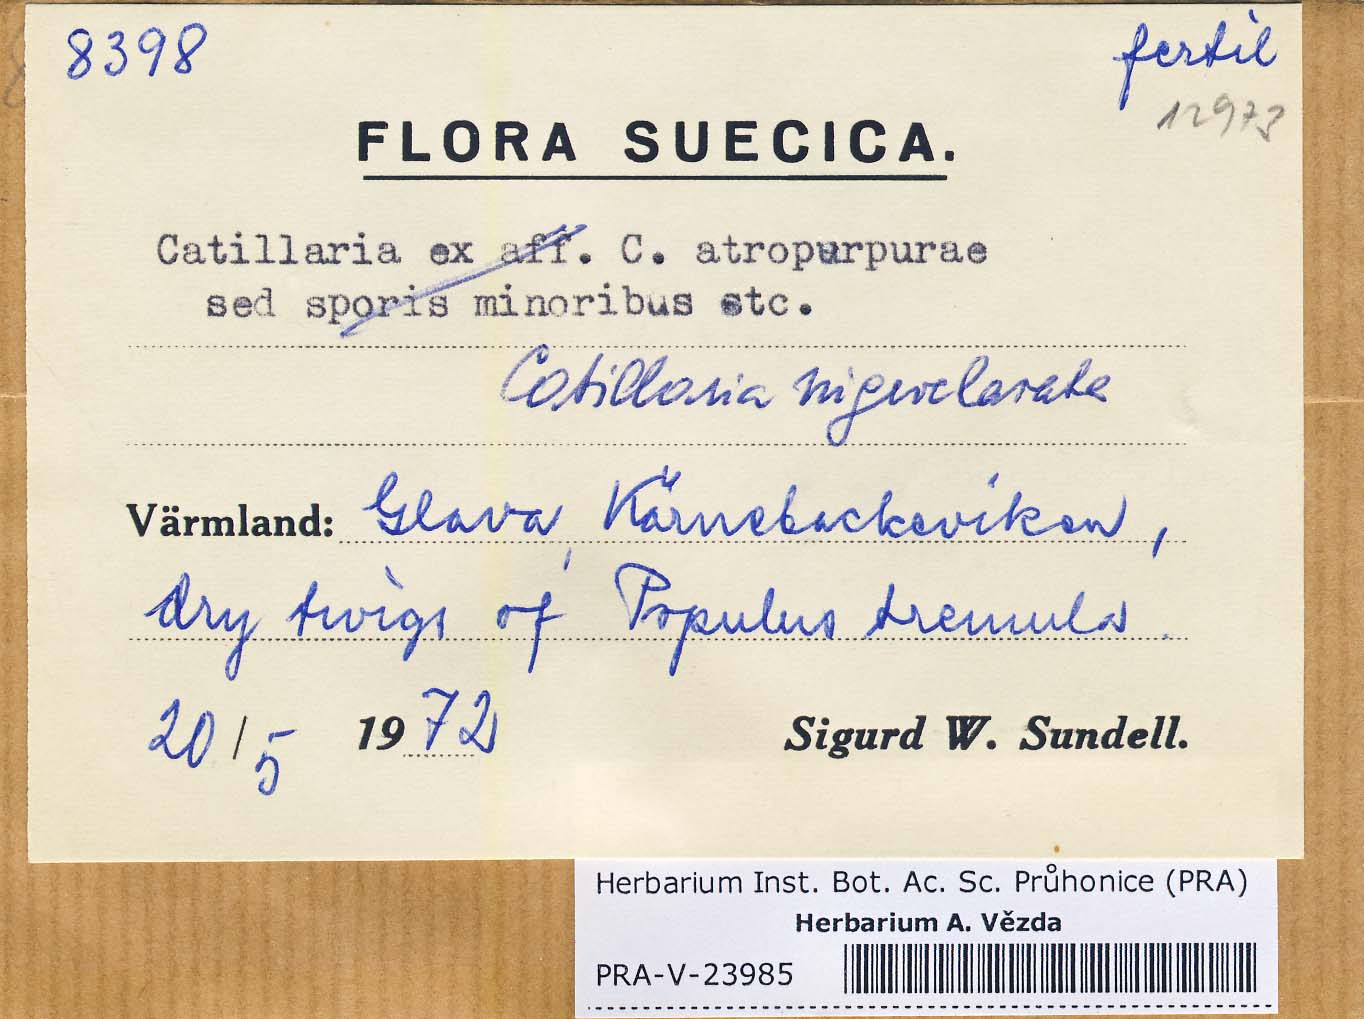 8398
fertil
12973
FLORA SUECICA.
Catillaria ex aff. C. atropurpurae
sed sporis minoribus etc.
Catillaria nigroclavata
Värmland: Glava, Kärnebackeviken,
dry twigs of Populus tremula.
20/5 1972 Sigurd W. Sundell.
Herbarium Inst. Bot. Ac. Sc. Průhonice (PRA)
Herbarium A. Vězda
PRA-V-23985